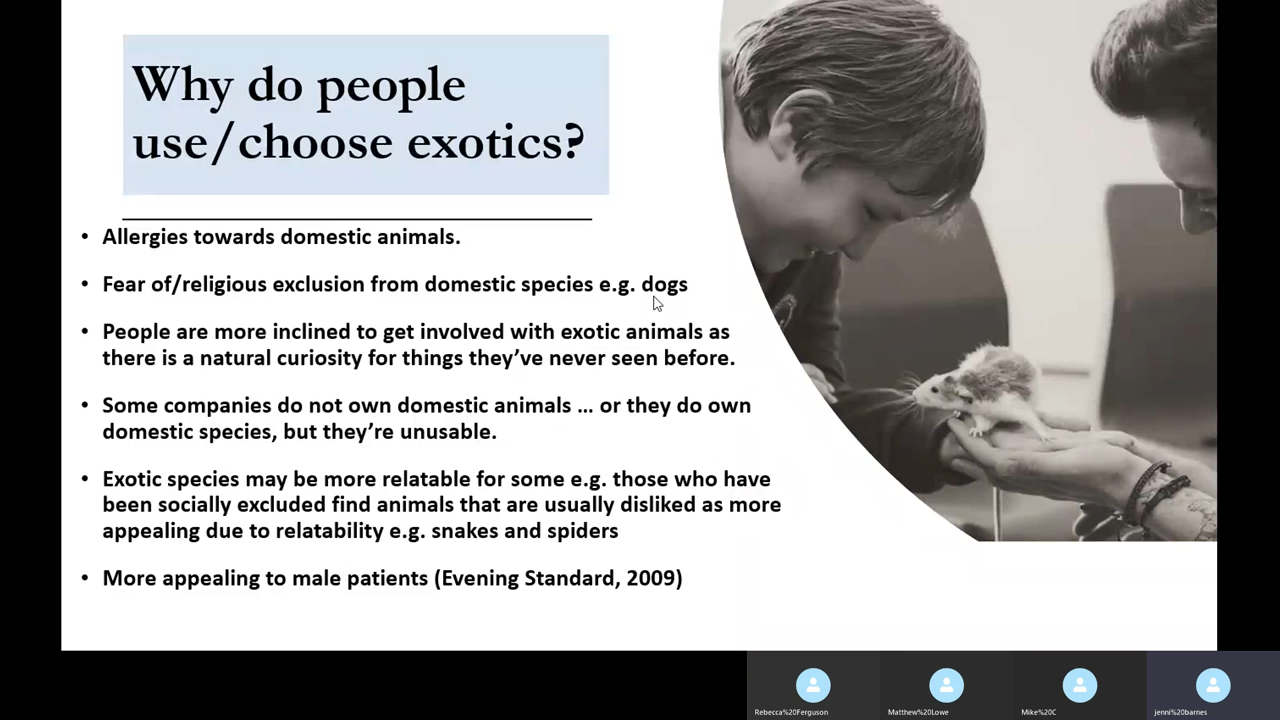 Why do people
use/choose exotics?
• Allergies towards domestic animals.
• Fear of/religious exclusion from domestic species e.g. dogs
• People are more inclined to get involved with exotic animals as
there is a natural curiosity for things they’ve never seen before.
• Some companies do not own domestic animals … or they do own
domestic species, but they’re unusable.
• Exotic species may be more relatable for some e.g. those who have
been socially excluded find animals that are usually disliked as more
appealing due to relatability e.g. snakes and spiders
• More appealing to male patients (Evening Standard, 2009)
Rebecca%20Ferguson
Matthew%20Lowe
Mike%20C
jenni%20barnes